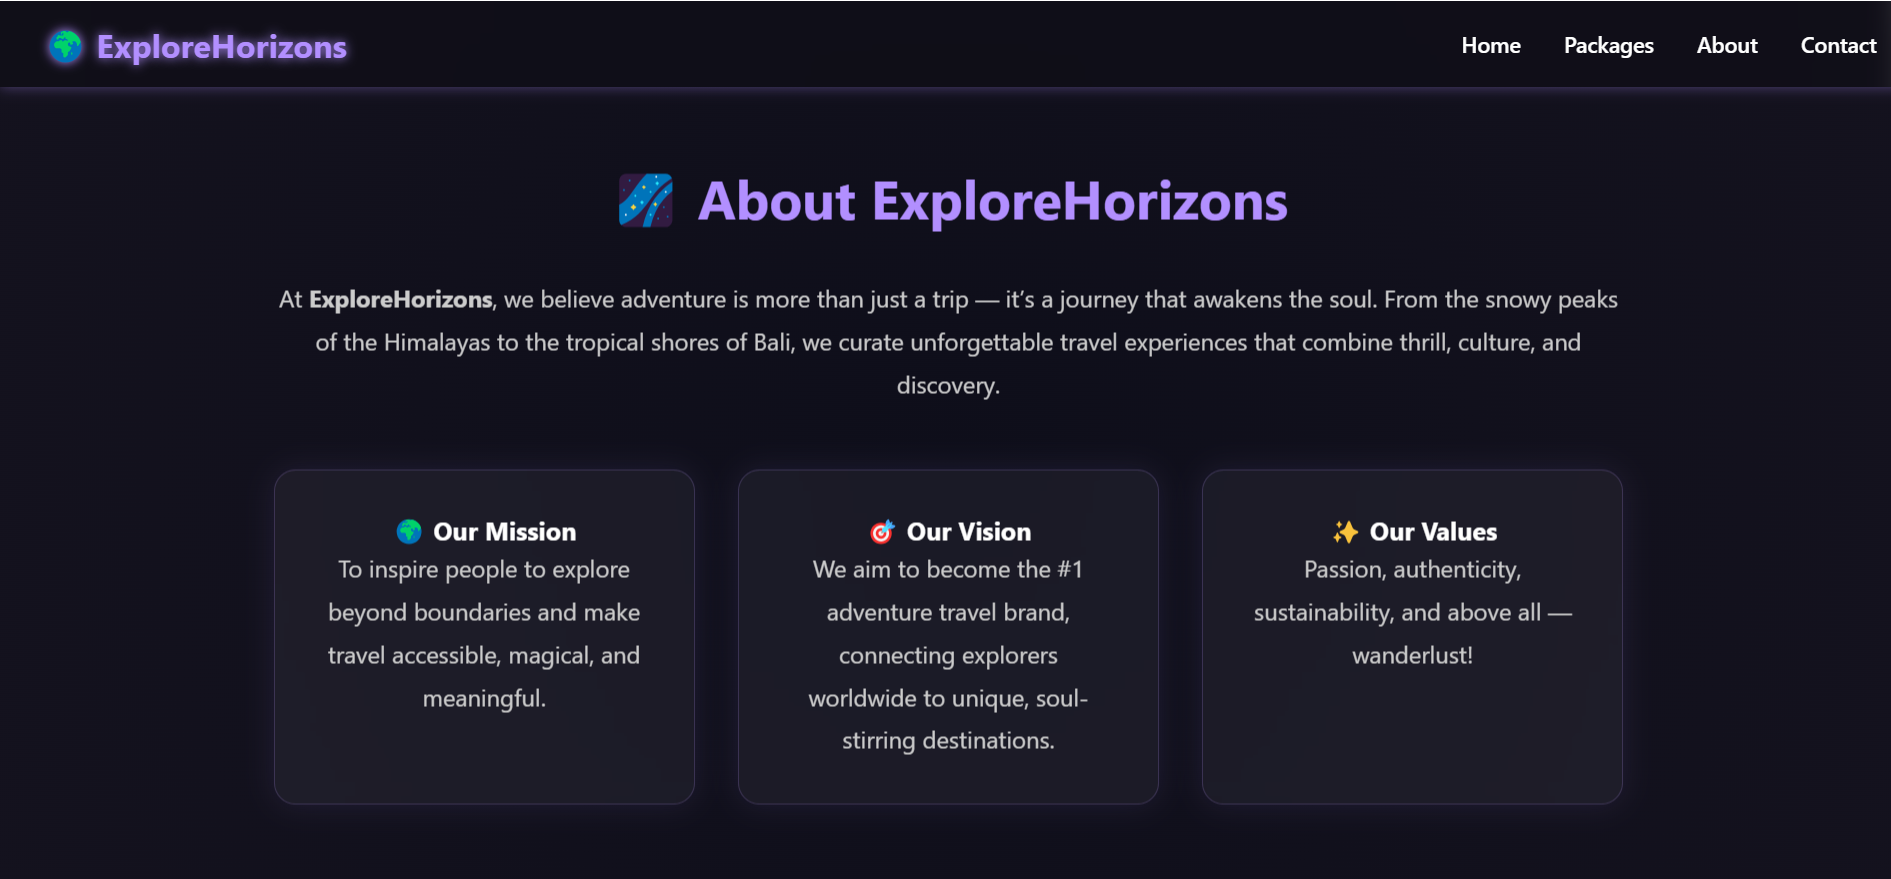 ExploreHorizons
Home Packages About Contact
About ExploreHorizons
At ExploreHorizons, we believe adventure is more than just a trip — it’s a journey that awakens the soul. From the snowy peaks
of the Himalayas to the tropical shores of Bali, we curate unforgettable travel experiences that combine thrill, culture, and
discovery.
Our Mission
To inspire people to explore
beyond boundaries and make
travel accessible, magical, and
meaningful.
Our Vision
We aim to become the #1
adventure travel brand,
connecting explorers
worldwide to unique, soul-
stirring destinations.
Our Values
Passion, authenticity,
sustainability, and above all —
wanderlust!